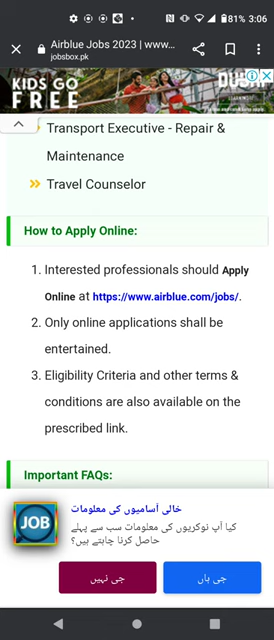 81% 3:06
Airblue Jobs 2023 | www...
jobsbox.pk
KIDS GO
FREE
DUBAI
Transport Executive - Repair &
Maintenance
Travel Counselor
How to Apply Online:
1. Interested professionals should Apply
Online at https://www.airblue.com/jobs/.
2. Only online applications shall be
entertained.
3. Eligibility Criteria and other terms &
conditions are also available on the
prescribed link.
Important FAQs:
JOB
خالی آسامیوں کی معلومات
کیا آپ نوکریوں کی معلومات سب سے پہلے
حاصل کرنا چاہتے ہیں؟
جی نہیں
جی ہاں